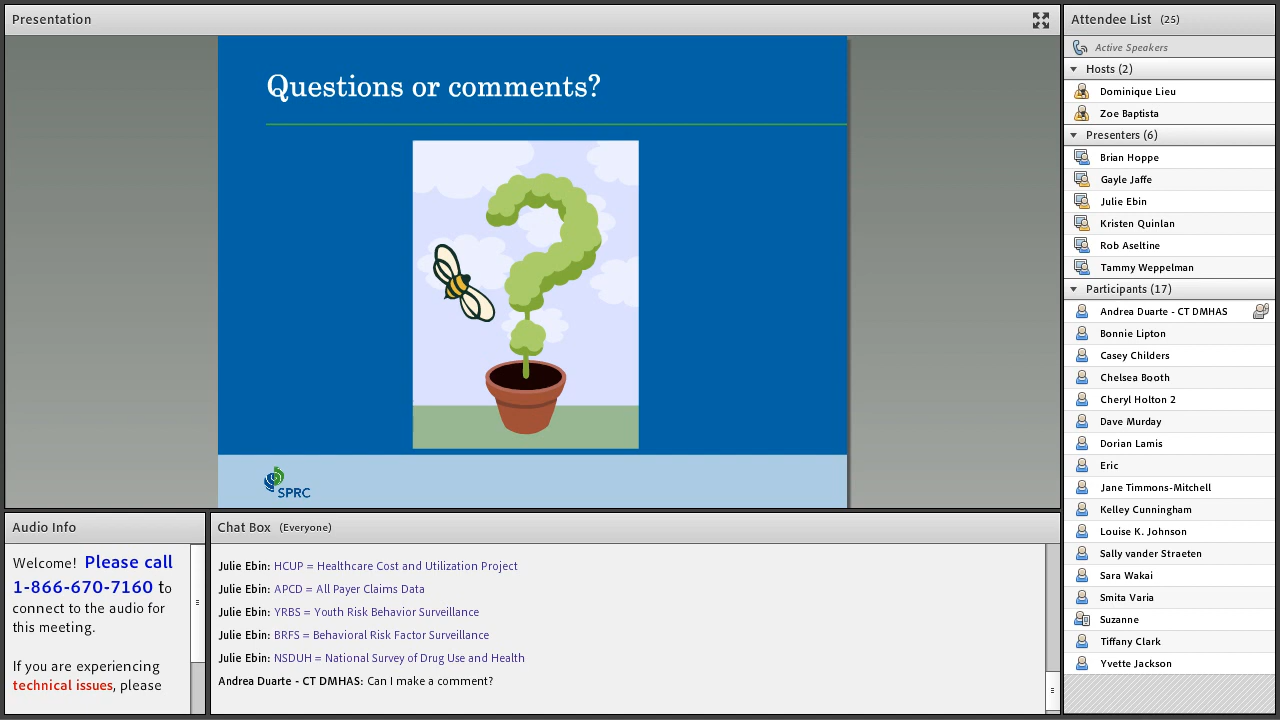 Presentation
Questions or comments?
SPRC
Audio Info
Welcome! Please call
1-866-670-7160 to
connect to the audio for
this meeting.
If you are experiencing
technical issues, please
Chat Box (Everyone)
Julie Ebin: HCUP = Healthcare Cost and Utilization Project
Julie Ebin: APCD = All Payer Claims Data
Julie Ebin: YRBS = Youth Risk Behavior Surveillance
Julie Ebin: BRFS = Behavioral Risk Factor Surveillance
Julie Ebin: NSDUH = National Survey of Drug Use and Health
Andrea Duarte - CT DMHAS: Can I make a comment?
Attendee List (25)
Active Speakers
Hosts (2)
Dominique Lieu
Zoe Baptista
Presenters (6)
Brian Hoppe
Gayle Jaffe
Julie Ebin
Kristen Quinlan
Rob Aseltine
Tammy Weppelman
Participants (17)
Andrea Duarte - CT DMHAS
Bonnie Lipton
Casey Childers
Chelsea Booth
Cheryl Holton 2
Dave Murday
Dorian Lamis
Eric
Jane Timmons-Mitchell
Kelley Cunningham
Louise K. Johnson
Sally vander Straeten
Sara Wakai
Smita Varia
Suzanne
Tiffany Clark
Yvette Jackson